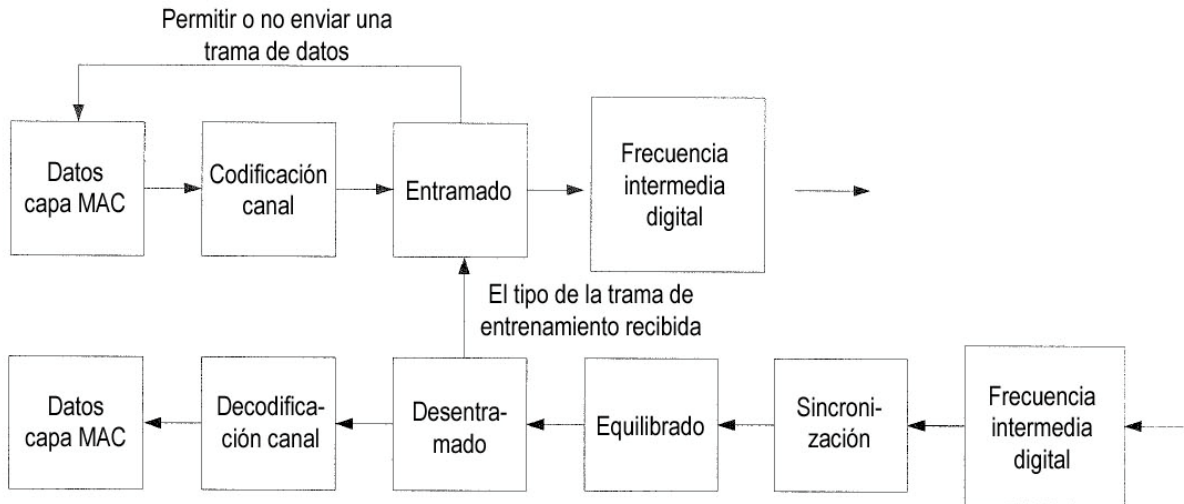 Permitir o no enviar una
trama de datos
Datos
capa MAC
Codificación
canal
Entramado
Frecuencia
intermedia
digital
El tipo de la trama de
entrenamiento recibida
Datos
capa MAC
Decodifica-
ción canal
Desentra-
mado
Equilibrado
Sincroni-
zación
Frecuencia
intermedia
digital